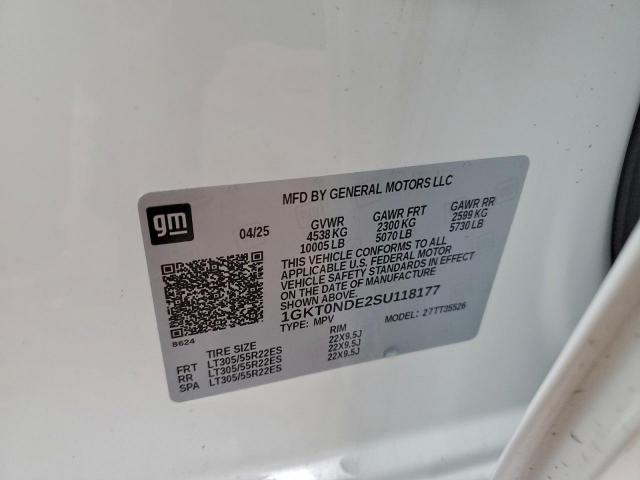 MFD BY GENERAL MOTORS LLC
gm
04/25 GVWR GAWR FRT GAWR RR
4538 KG 2300 KG 2599 KG
10005 LB 5070 LB 5730 LB
THIS VEHICLE CONFORMS TO ALL
APPLICABLE U.S. FEDERAL MOTOR
VEHICLE SAFETY STANDARDS IN EFFECT
ON THE DATE OF MANUFACTURE
SHOWN ABOVE.
1GKT0NDE2SU118177
TYPE: MPV MODEL: 27TT35526
8624
TIRE SIZE RIM
FRT LT305/55R22ES 22X9.5J
RR LT305/55R22ES 22X9.5J
SPA LT305/55R22ES 22X9.5J